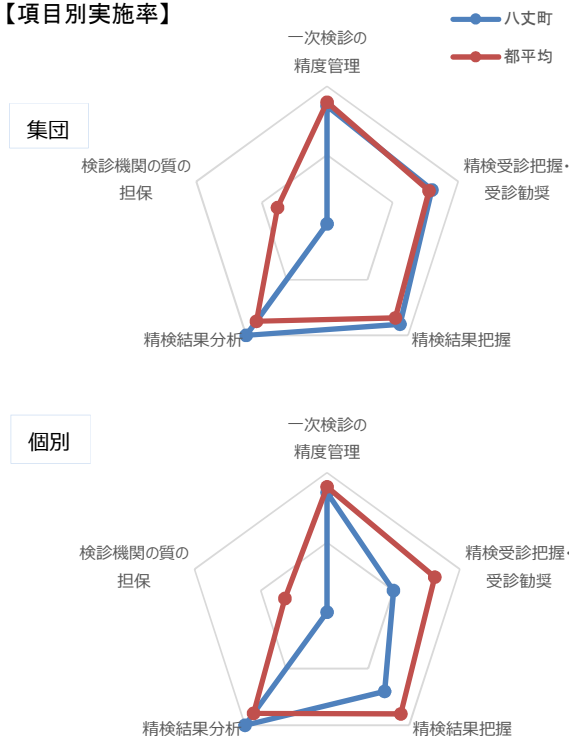 【項目別実施率】
八丈町
都平均
集団
一次検診の
精度管理
精検受診把握・
受診勧奨
精検結果把握
精検結果分析
検診機関の質の
担保
個別
一次検診の
精度管理
精検受診把握・
受診勧奨
精検結果把握
精検結果分析
検診機関の質の
担保